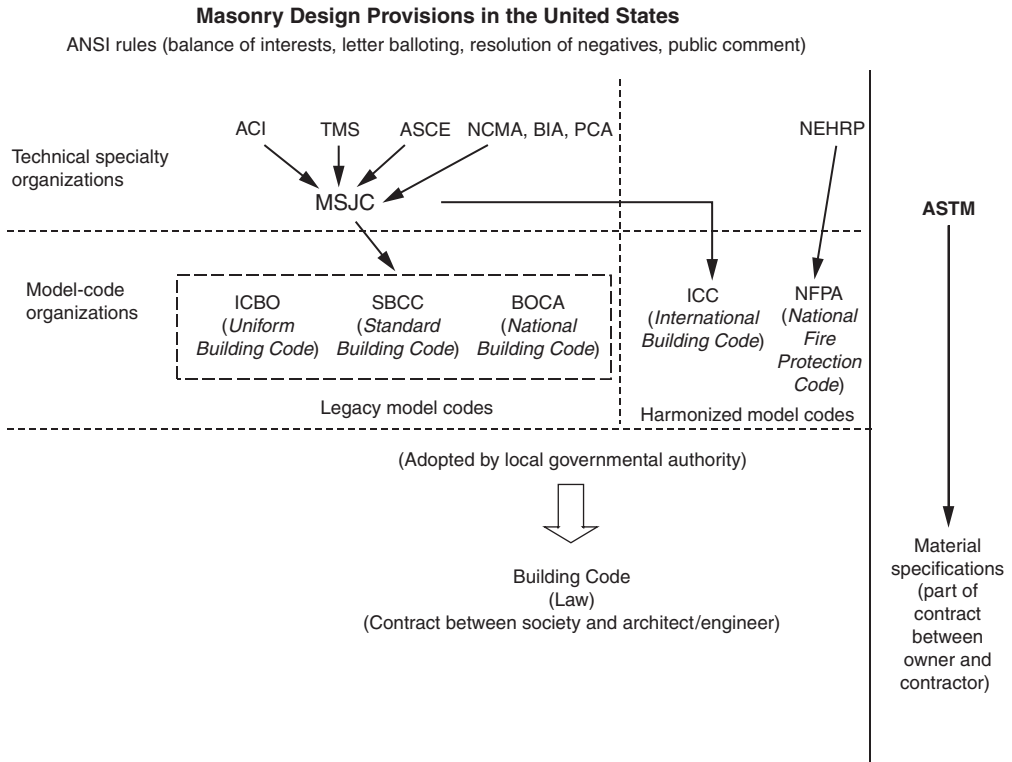 Masonry Design Provisions in the United States
ANSI rules (balance of interests, letter balloting, resolution of negatives, public comment)
ACI
TMS
ASCE
NCMA, BIA, PCA
NEHRP
Technical specialty
organizations
MSJC
ASTM
Model-code
organizations
ICBO
(Uniform
Building Code)
SBCC
(Standard
Building Code)
BOCA
(National
Building Code)
ICC
(International
Building Code)
NFPA
(National
Fire
Protection
Code)
Legacy model codes
Harmonized model codes
(Adopted by local governmental authority)
Building Code
(Law)
(Contract between society and architect/engineer)
Material
specifications
(part of
contract
between
owner and
contractor)